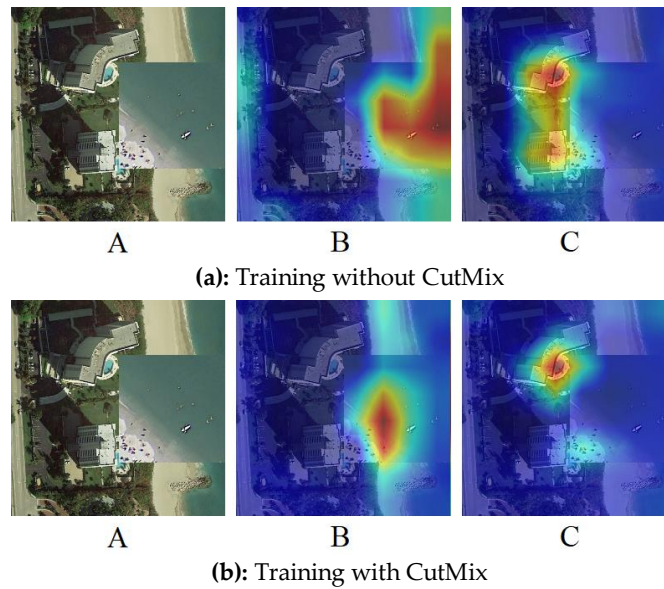 A B C
(a): Training without CutMix
A B C
(b): Training with CutMix